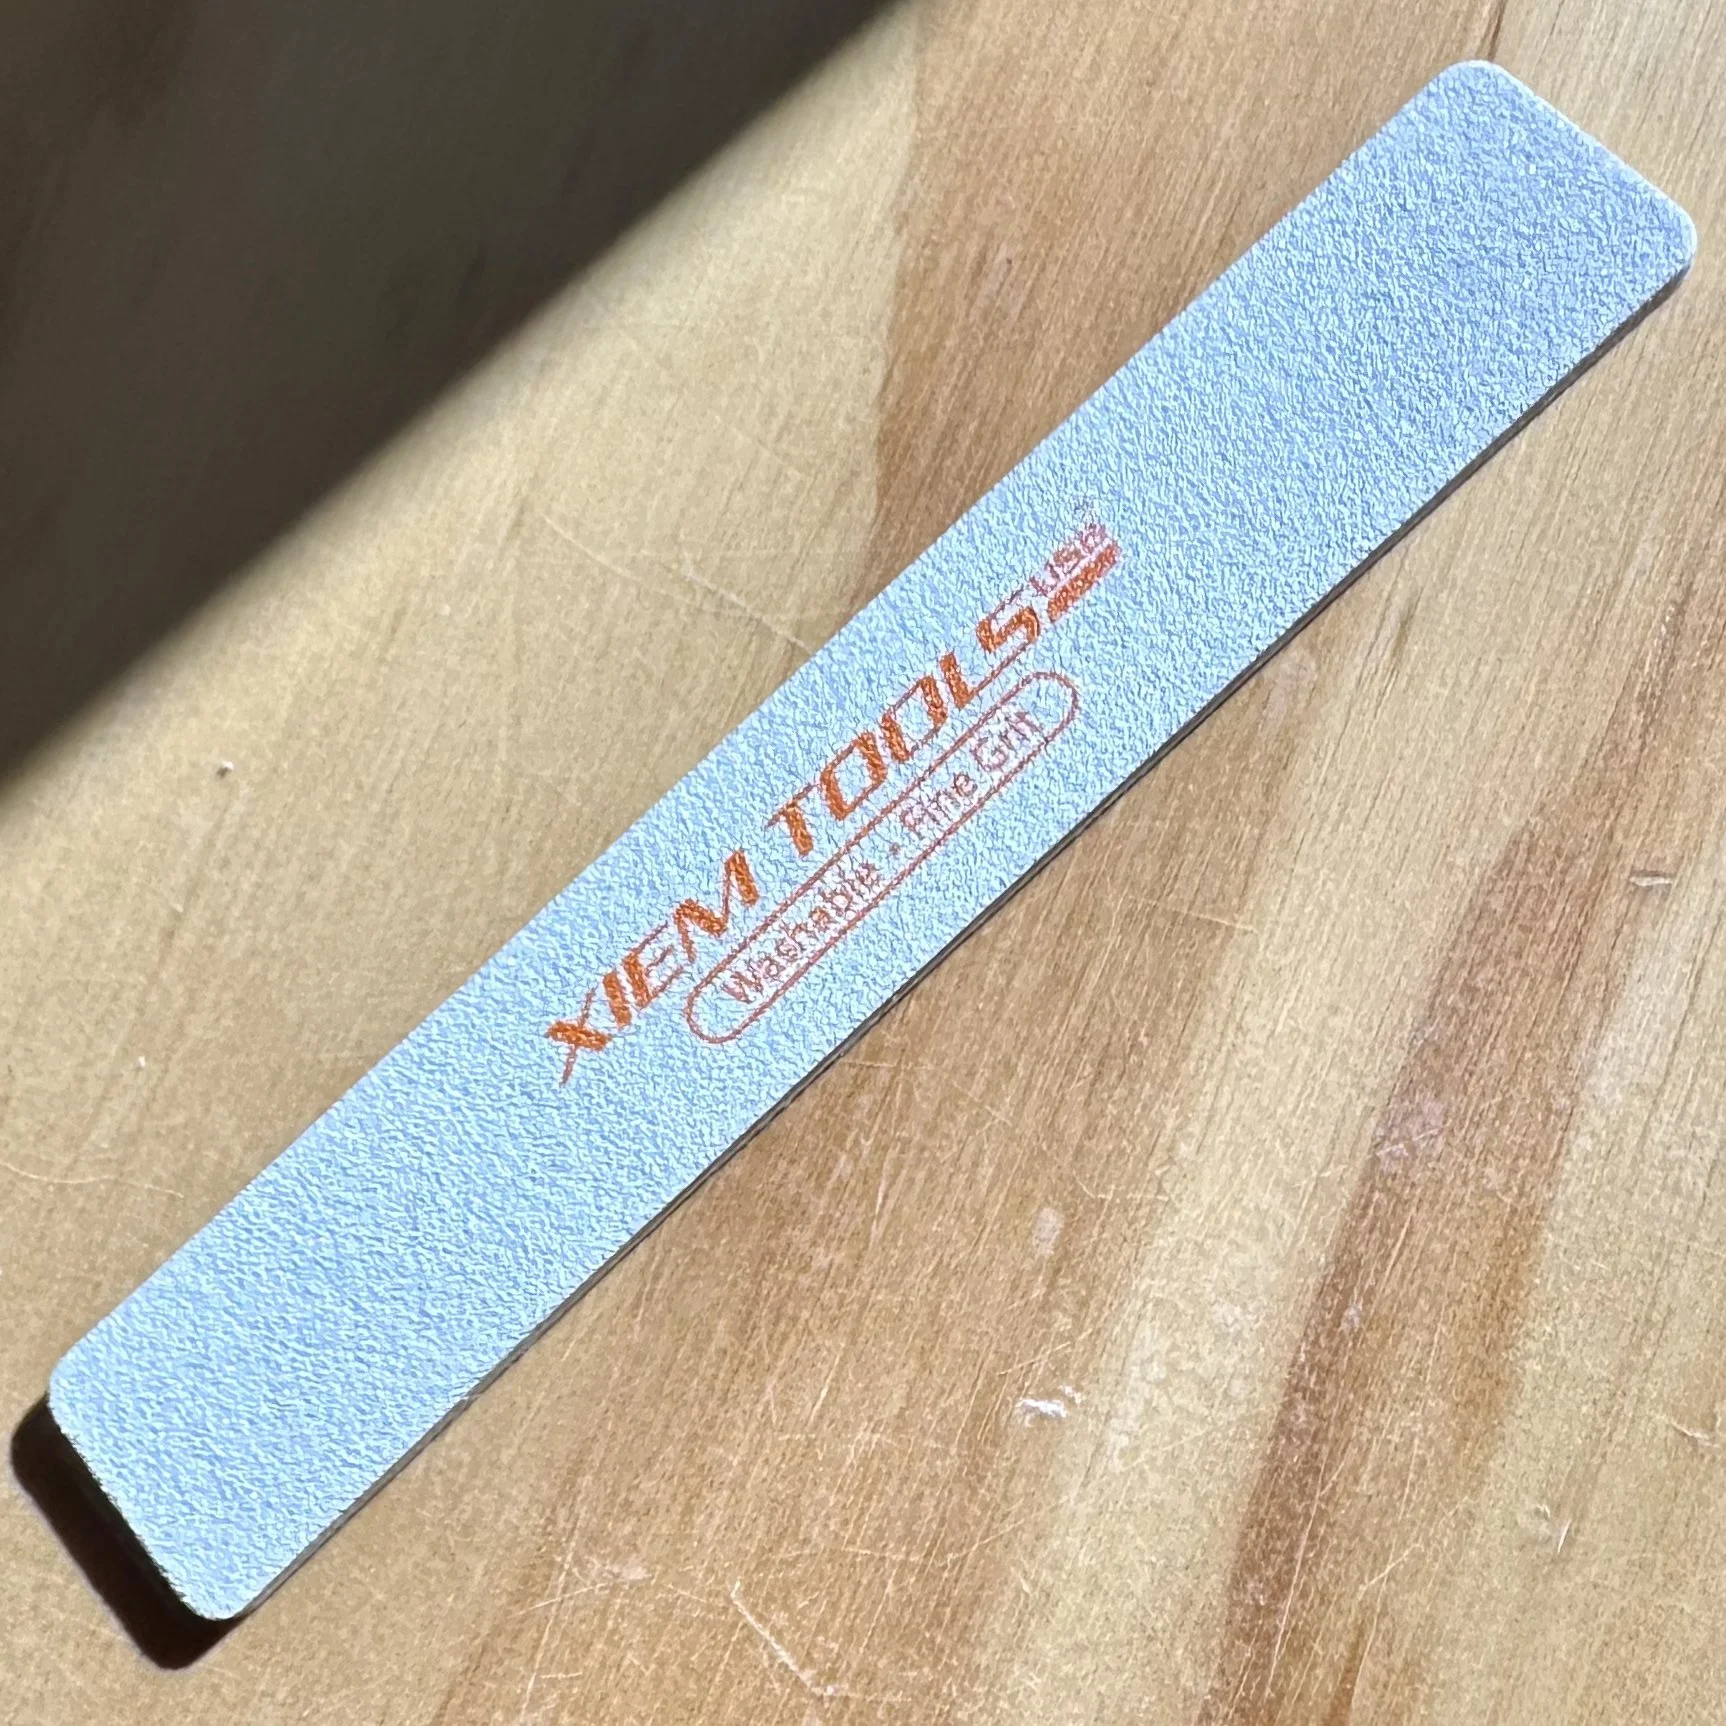 XIEM TOOLS USA
Washable • Fine Grit